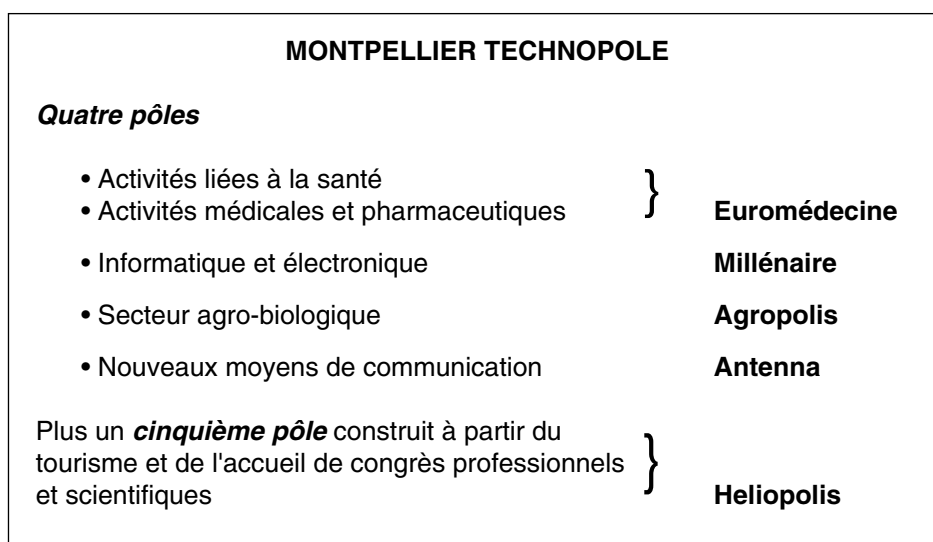 MONTPELLIER TECHNOPOLE
Quatre pôles
• Activités liées à la santé
• Activités médicales et pharmaceutiques } Euromédecine
• Informatique et électronique Millénaire
• Secteur agro-biologique Agropolis
• Nouveaux moyens de communication Antenna
Plus un cinquième pôle construit à partir du
tourisme et de l'accueil de congrès professionnels }
et scientifiques Heliopolis